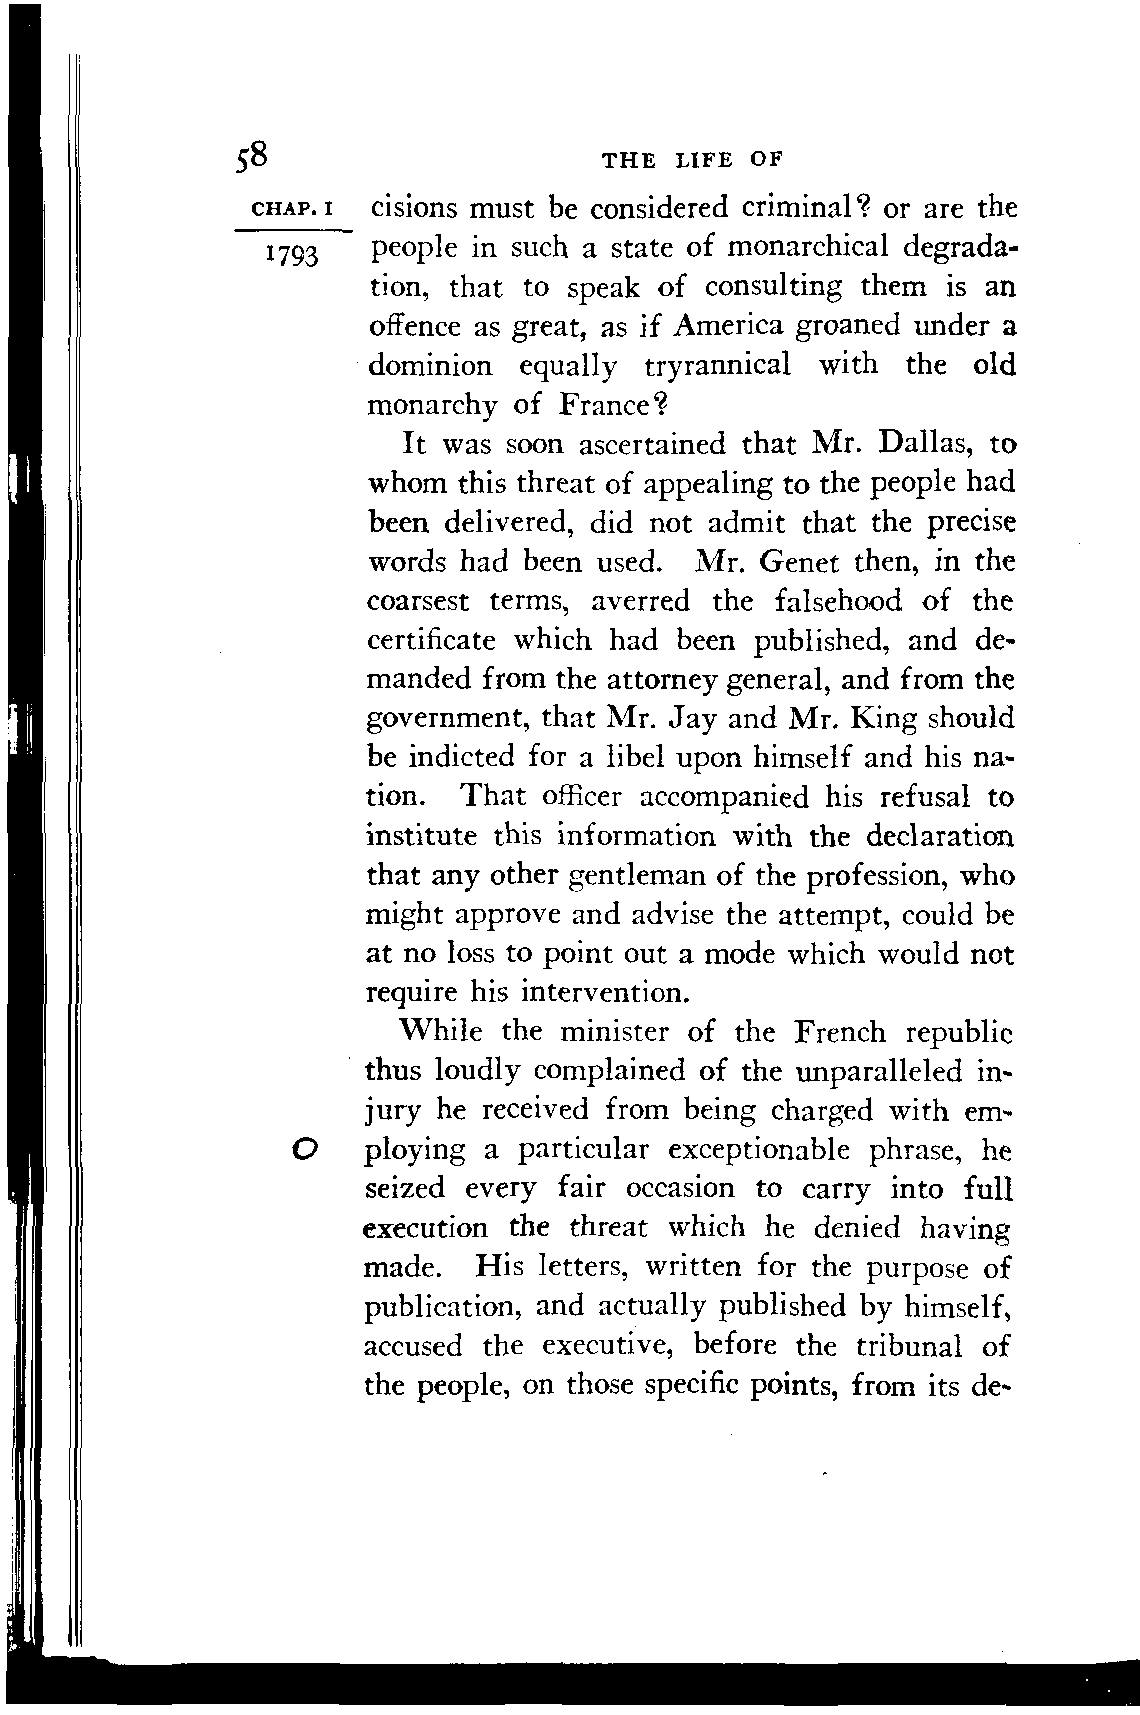 58 THE LIFE OF
CHAP. I cisions must be considered criminal? or are the
1793 people in such a state of monarchical degrada-
tion, that to speak of consulting them is an
offence as great, as if America groaned under a
dominion equally tryrannical with the old
monarchy of France?
It was soon ascertained that Mr. Dallas, to
whom this threat of appealing to the people had
been delivered, did not admit that the precise
words had been used. Mr. Genet then, in the
coarsest terms, averred the falsehood of the
certificate which had been published, and de-
manded from the attorney general, and from the
government, that Mr. Jay and Mr. King should
be indicted for a libel upon himself and his na-
tion. That officer accompanied his refusal to
institute this information with the declaration
that any other gentleman of the profession, who
might approve and advise the attempt, could be
at no loss to point out a mode which would not
require his intervention.
While the minister of the French republic
thus loudly complained of the unparalleled in-
jury he received from being charged with em-
O ploying a particular exceptionable phrase, he
seized every fair occasion to carry into full
execution the threat which he denied having
made. His letters, written for the purpose of
publication, and actually published by himself,
accused the executive, before the tribunal of
the people, on those specific points, from its de-